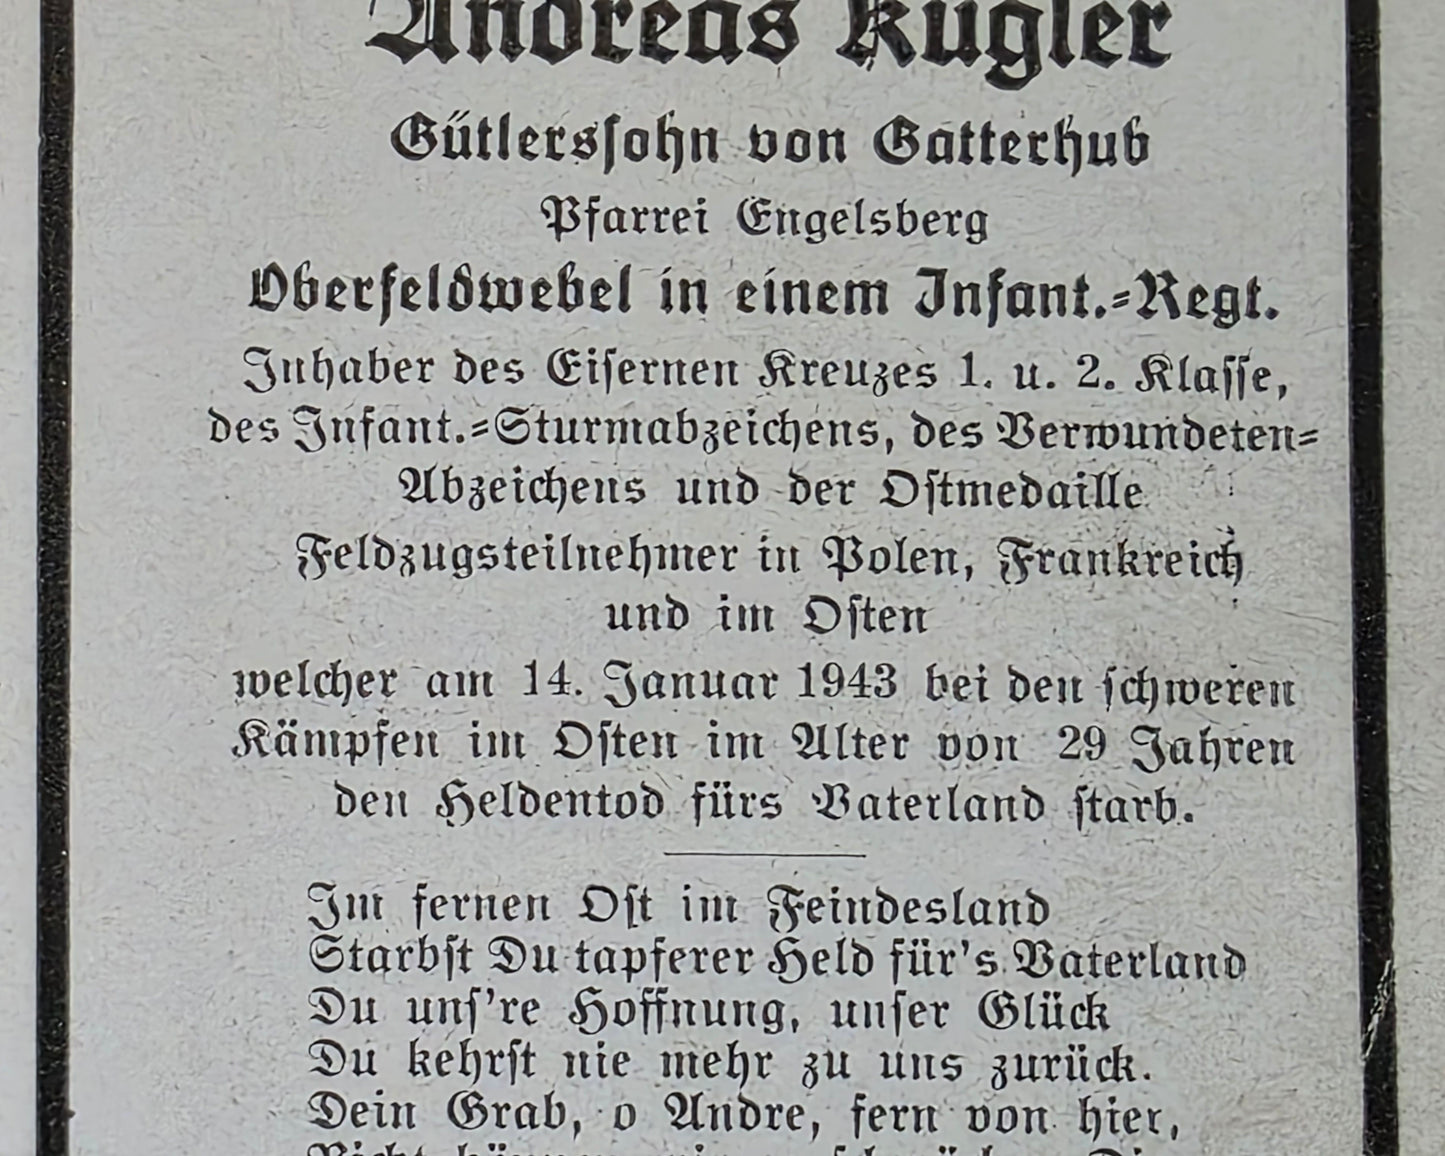 Andreas Kugler
Gütlerssohn von Gatterhub
Pfarrei Engelsberg
Oberfeldwebel in einem Infant.=Regt.
Inhaber des Eisernen Kreuzes 1. u. 2. Klasse,
des Infant.=Sturmabzeichens, des Verwundeten=
Abzeichens und der Ostmedaille
Feldzugsteilnehmer in Polen, Frankreich
und im Osten
welcher am 14. Januar 1943 bei den schweren
Kämpfen im Osten im Alter von 29 Jahren
den Heldentod fürs Vaterland starb.
Im fernen Ost im Feindesland
Starbst Du tapferer Held für's Vaterland
Du uns're Hoffnung, unser Glück
Du kehrst nie mehr zu uns zurück.
Dein Grab, o Andre, fern von hier,